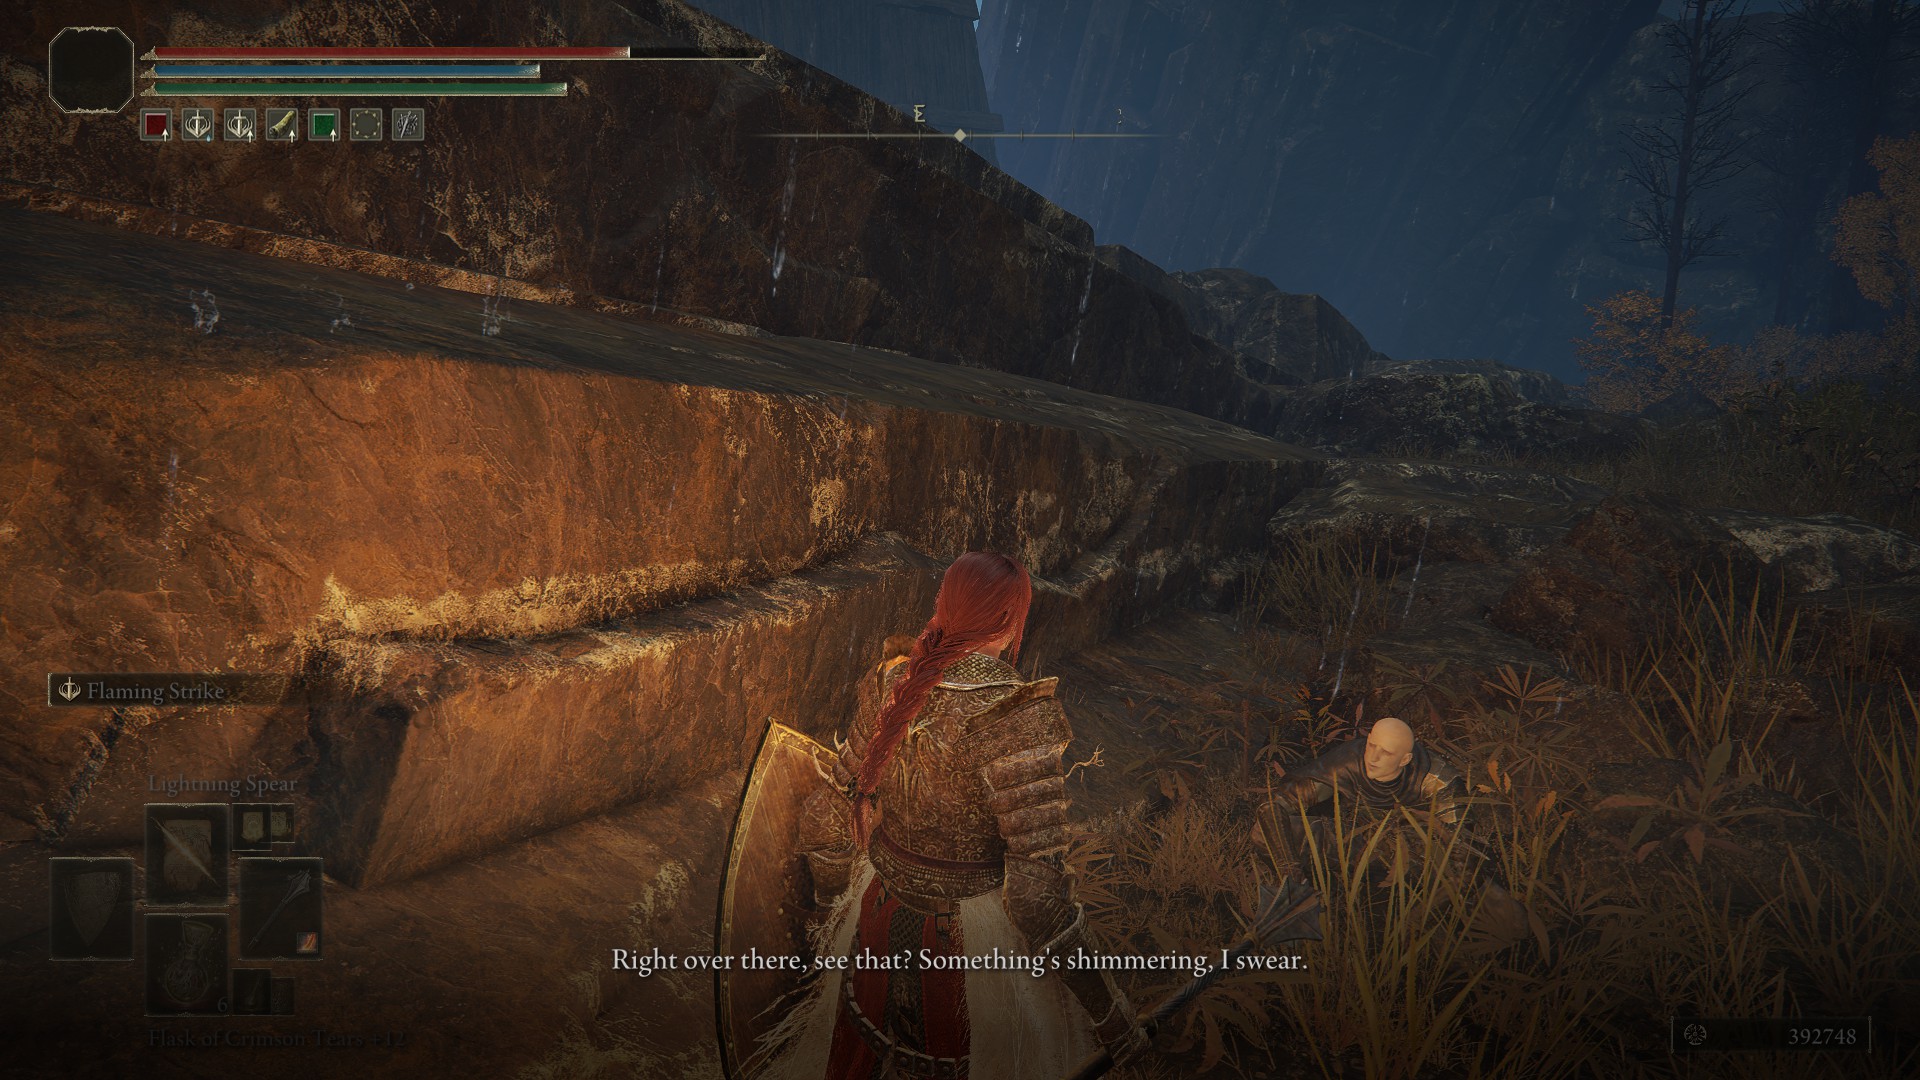 E
Flaming Strike
Lightning Spear
6
Right over there, see that? Something's shimmering, I swear.
Flask of Crimson Tears +12
392748